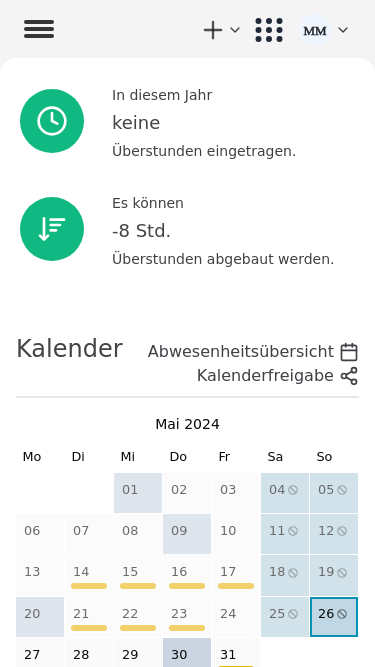 MM
In diesem Jahr
keine
Überstunden eingetragen.
Es können
-8 Std.
Überstunden abgebaut werden.
Kalender
Abwesenheitsübersicht
Kalenderfreigabe
Mai 2024
Mo Di Mi Do Fr Sa So
01 02 03 04 05
06 07 08 09 10 11 12
13 14 15 16 17 18 19
20 21 22 23 24 25 26
27 28 29 30 31